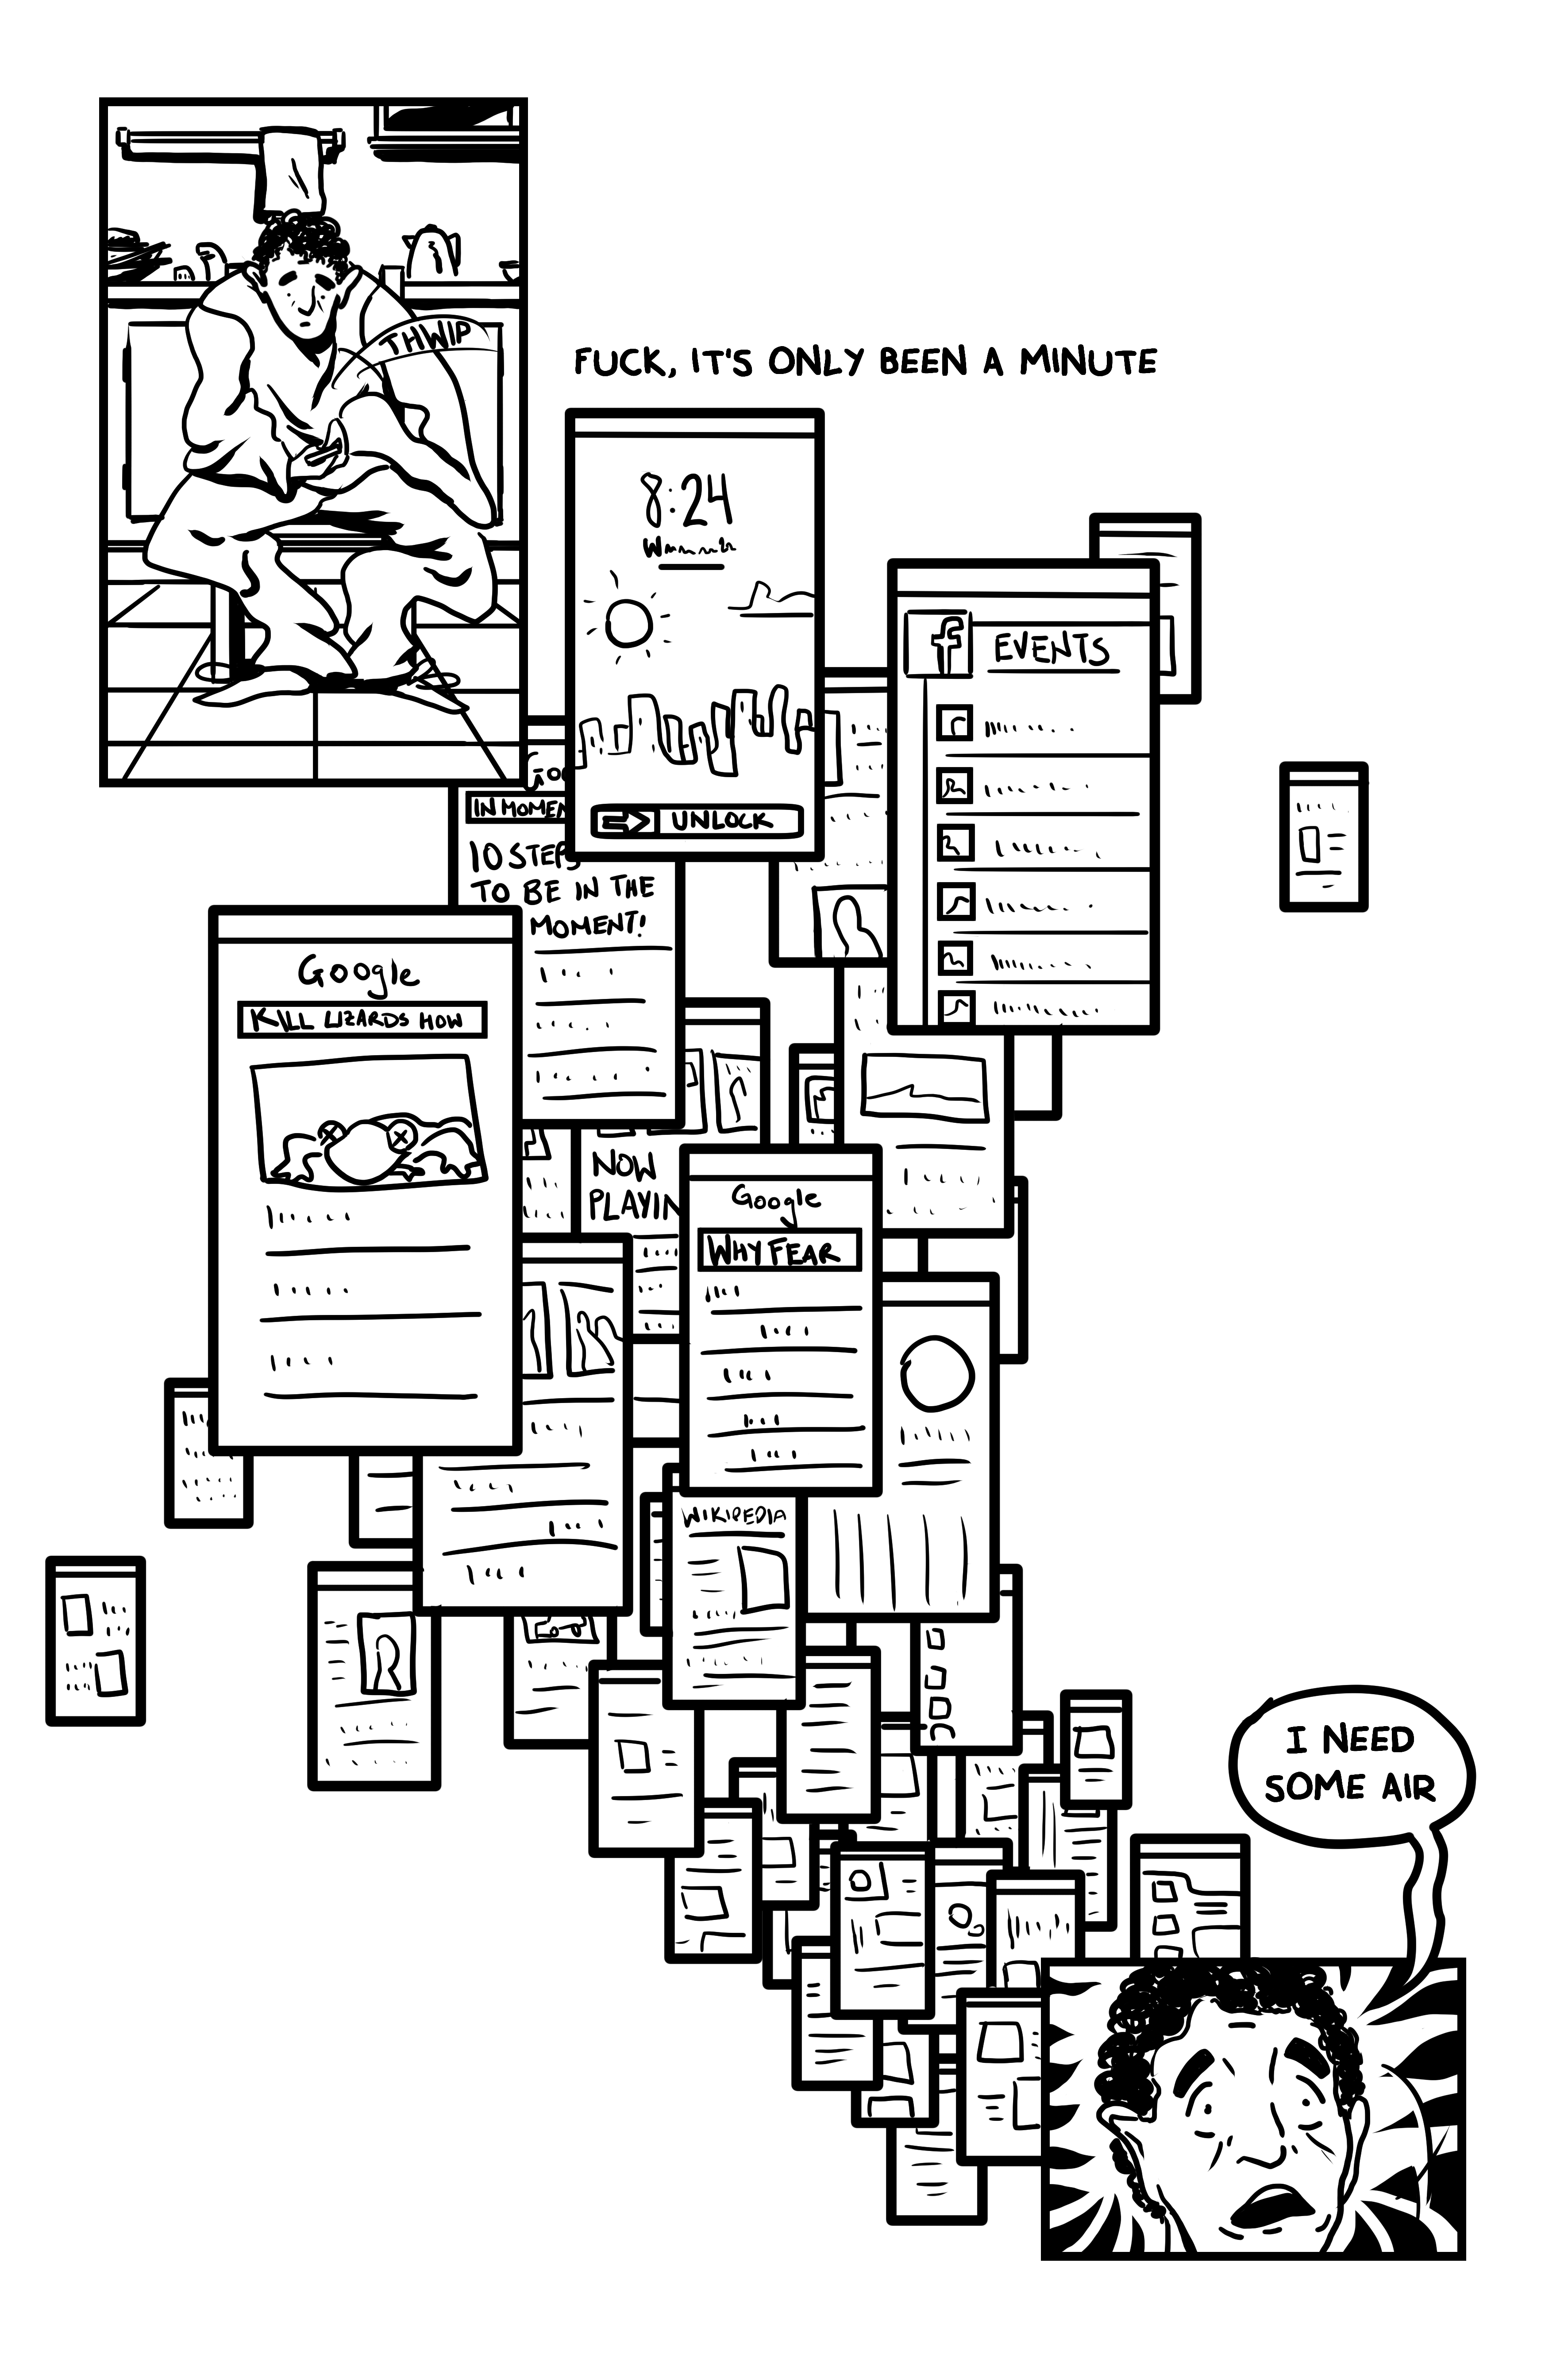 THWIP
FUCK, IT'S ONLY BEEN A MINUTE
8:24
UNLOCK
f
EVENTS
IN MOMEN
10 STEPS
TO BE IN THE
MOMENT!
Google
KILL LIZARDS HOW
NOW
PLAYIN
Google
WHY FEAR
WIKIPEDIA
I NEED
SOME AIR